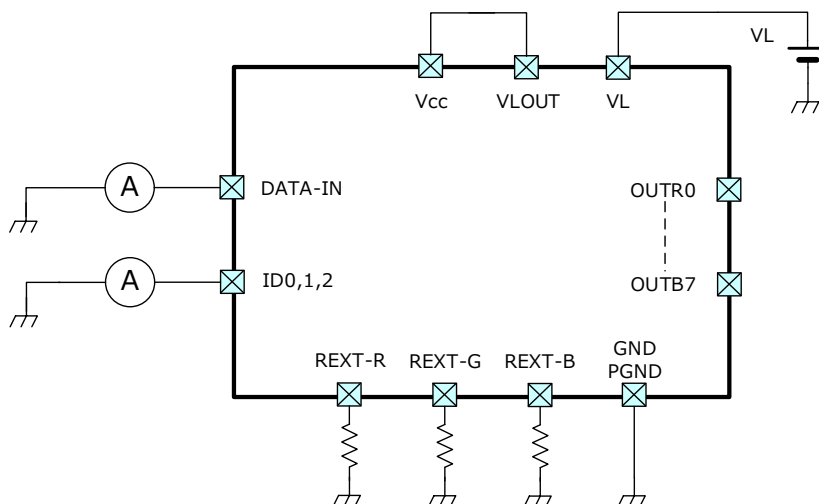 VL
Vcc
VLOUT
VL
A
DATA-IN
OUTR0
A
ID0,1,2
OUTB7
REXT-R
REXT-G
REXT-B
GND
PGND